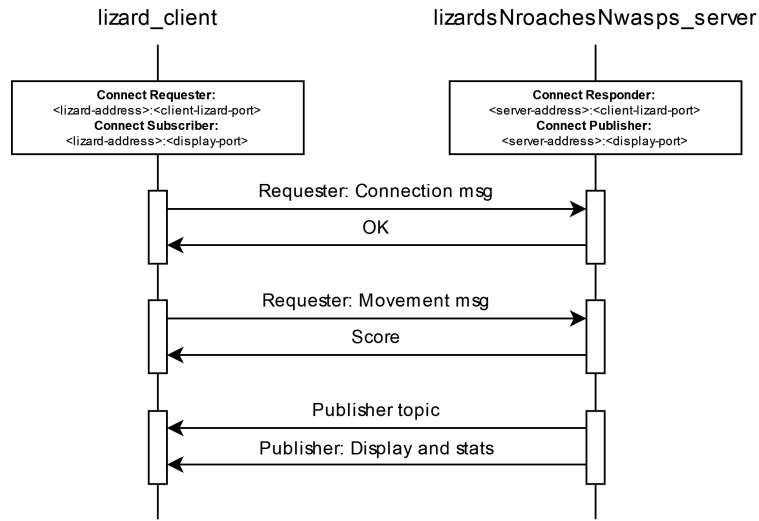 lizard_client
lizardsNroachesNwasps_server
Connect Requester:
<lizard-address>:<client-lizard-port>
Connect Subscriber:
<lizard-address>:<display-port>
Connect Responder:
<server-address>:<client-lizard-port>
Connect Publisher:
<server-address>:<display-port>
Requester: Connection msg
OK
Requester: Movement msg
Score
Publisher topic
Publisher: Display and stats